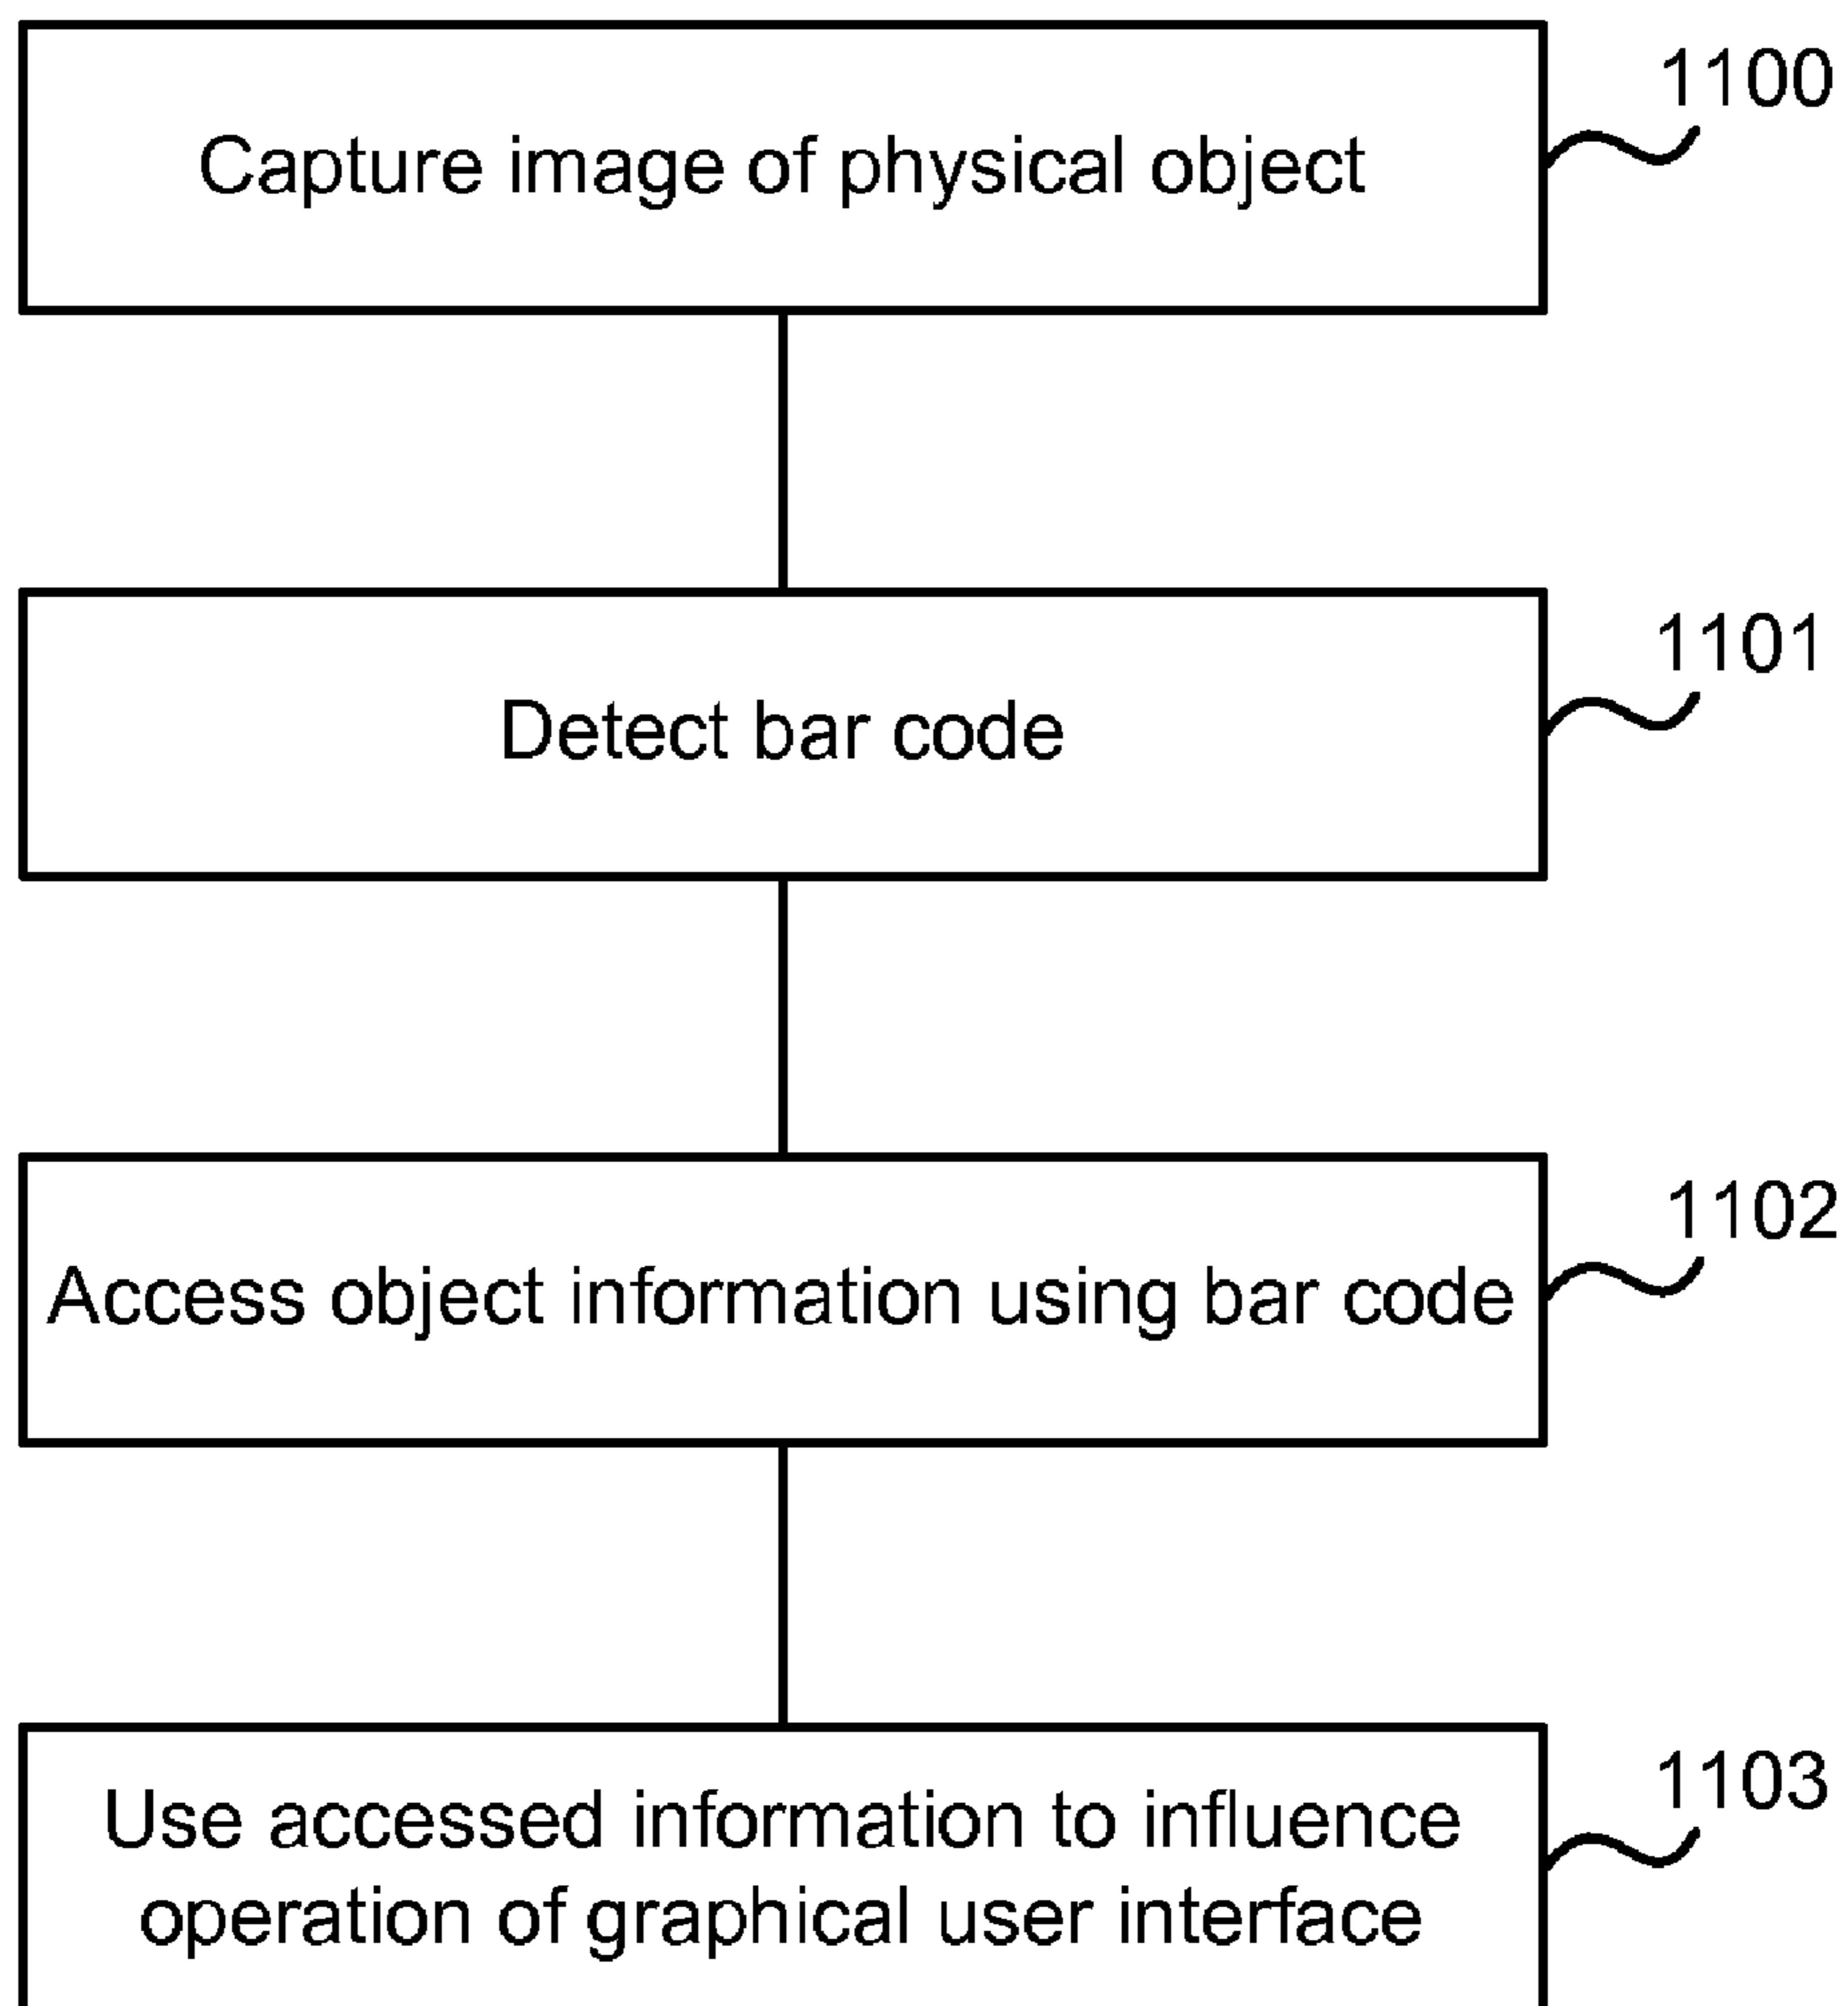 1100
Capture image of physical object
1101
Detect bar code
1102
Access object information using bar code
1103
Use accessed information to influence
operation of graphical user interface